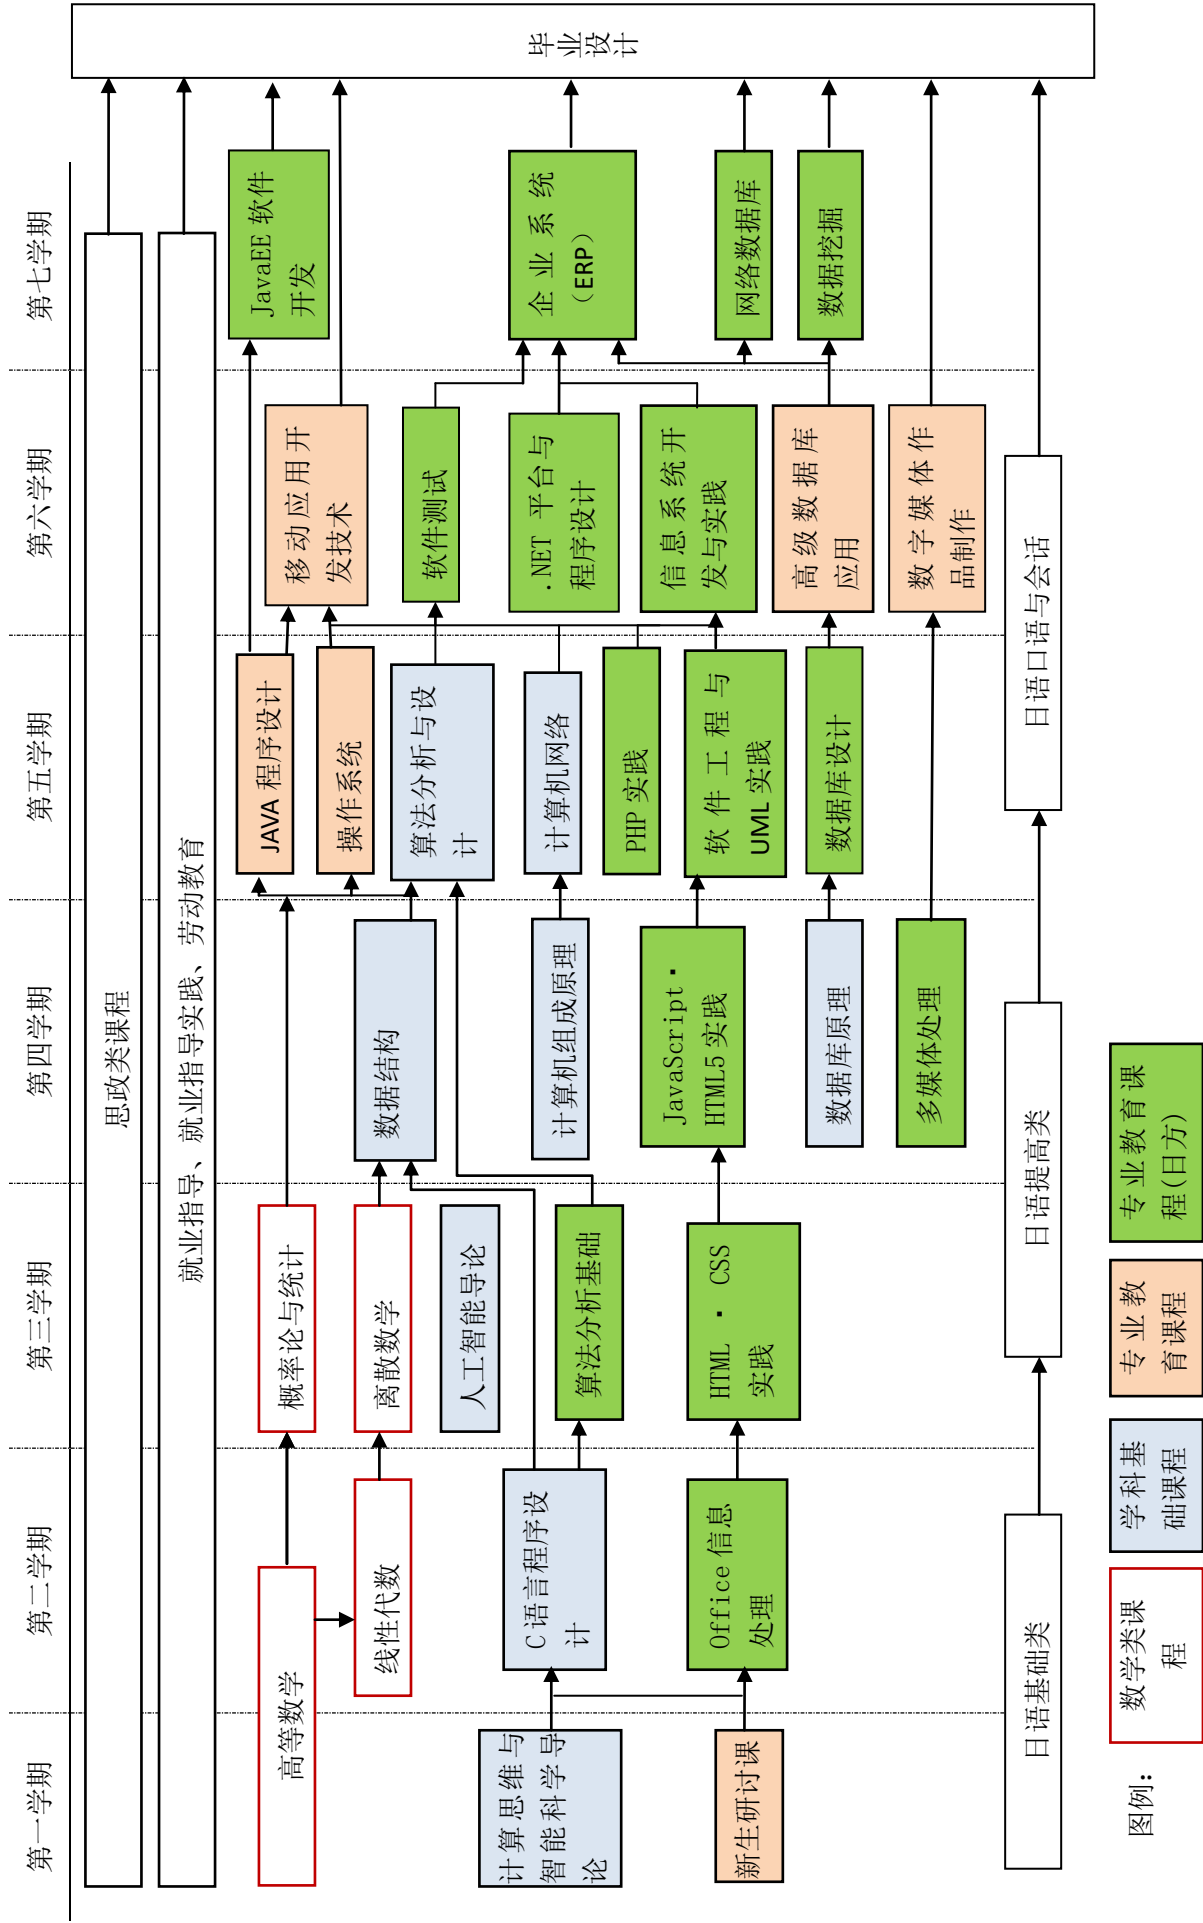 第一学期
第二学期
第三学期
第四学期
第五学期
第六学期
第七学期
思政类课程
就业指导、就业指导实践、劳动教育
高等数学
概率论与统计
JAVA 程序设计
移动应用开
发技术
JavaEE 软件
开发
线性代数
离散数学
数据结构
操作系统
人工智能导论
算法分析与设
计
软件测试
计算思维与
智能科学导
论
C 语言程序设
计
算法分析基础
计算机组成原理
计算机网络
.NET 平台与
程序设计
企业系统
（ERP）
PHP 实践
新生研讨课
Office 信息
处理
HTML · CSS
实践
JavaScript·
HTML5 实践
软件工程与
UML 实践
信息系统开
发与实践
网络数据库
数据库原理
数据库设计
高级数据库
应用
数据挖掘
多媒体处理
数字媒体作
品制作
日语基础类
日语提高类
日语口语与会话
毕业设计
图例：
数学类课
程
学科基
础课程
专业教
育课程
专业教育课
程(日方)